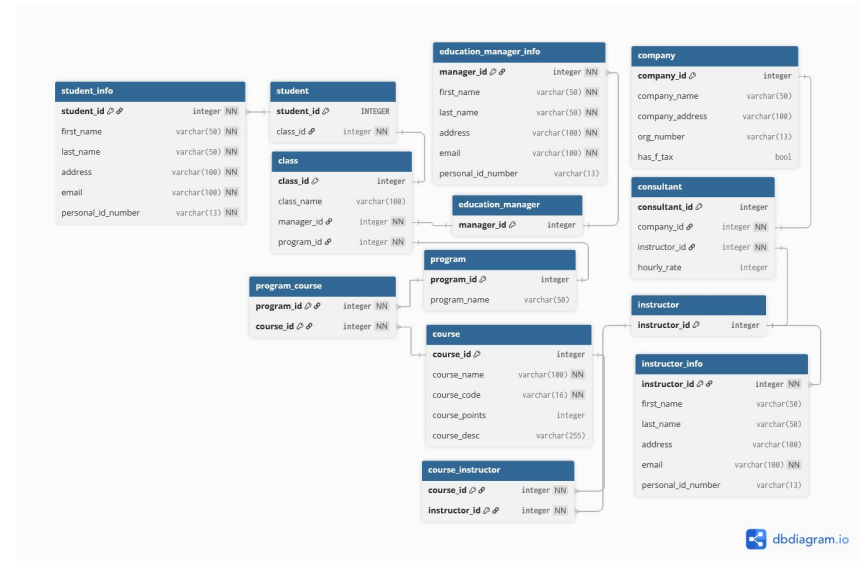 student_info
student_id integer NN
first_name varchar(50) NN
last_name varchar(50) NN
address varchar(100) NN
email varchar(100) NN
personal_id_number varchar(13) NN
student
student_id INTEGER
class_id integer NN
class
class_id integer
class_name varchar(100)
manager_id integer NN
program_id integer NN
education_manager_info
manager_id integer NN
first_name varchar(50) NN
last_name varchar(50) NN
address varchar(100) NN
email varchar(100) NN
personal_id_number varchar(13)
education_manager
manager_id integer
company
company_id integer
company_name varchar(50)
company_address varchar(100)
org_number varchar(13)
has_f_tax bool
consultant
consultant_id integer
company_id integer NN
instructor_id integer NN
hourly_rate integer
program_course
program_id integer NN
course_id integer NN
program
program_id integer
program_name varchar(50)
course
course_id integer
course_name varchar(100) NN
course_code varchar(16) NN
course_points integer
course_desc varchar(255)
instructor
instructor_id integer
instructor_info
instructor_id integer NN
first_name varchar(50)
last_name varchar(50)
address varchar(100)
email varchar(100) NN
personal_id_number varchar(13)
course_instructor
course_id integer NN
instructor_id integer NN
dbdiagram.io